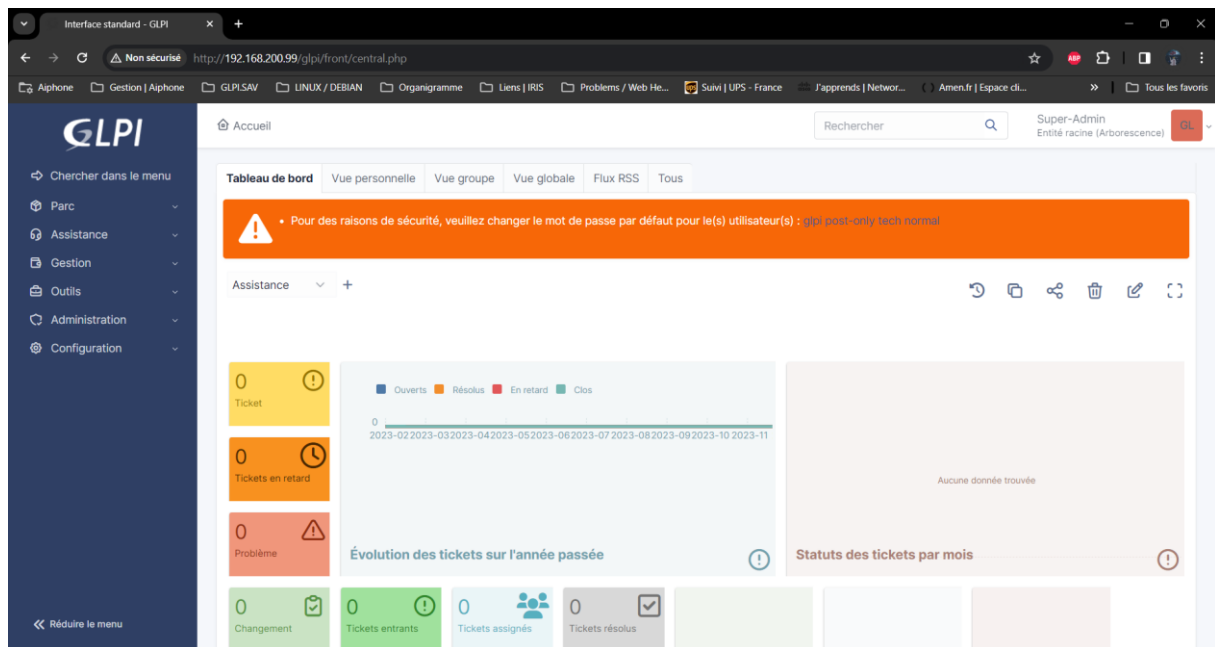 Interface standard - GLPI
Non sécurisé http://192.168.200.99/glpi/front/central.php
ABP
Aiphone Gestion | Aiphone GLPI.SAV LINUX / DEBIAN Organigramme Liens | IRIS Problems / Web He... Suivi | UPS - France J'apprends | Networ... Amen.fr | Espace cli... » Tous les favoris
GLPI
Accueil
Rechercher
Super-Admin
Entité racine (Arborescence)
GL
Chercher dans le menu
Parc
Assistance
Gestion
Outils
Administration
Configuration
Réduire le menu
Tableau de bord Vue personnelle Vue groupe Vue globale Flux RSS Tous
• Pour des raisons de sécurité, veuillez changer le mot de passe par défaut pour le(s) utilisateur(s) : glpi post-only tech normal
Assistance
0
Ticket
0
Tickets en retard
0
Problème
Ouverts Résolus En retard Clos
0
2023-02 2023-03 2023-04 2023-05 2023-06 2023-07 2023-08 2023-09 2023-10 2023-11
Évolution des tickets sur l'année passée
Aucune donnée trouvée
Statuts des tickets par mois
0
Changement
0
Tickets entrants
0
Tickets assignés
0
Tickets résolus